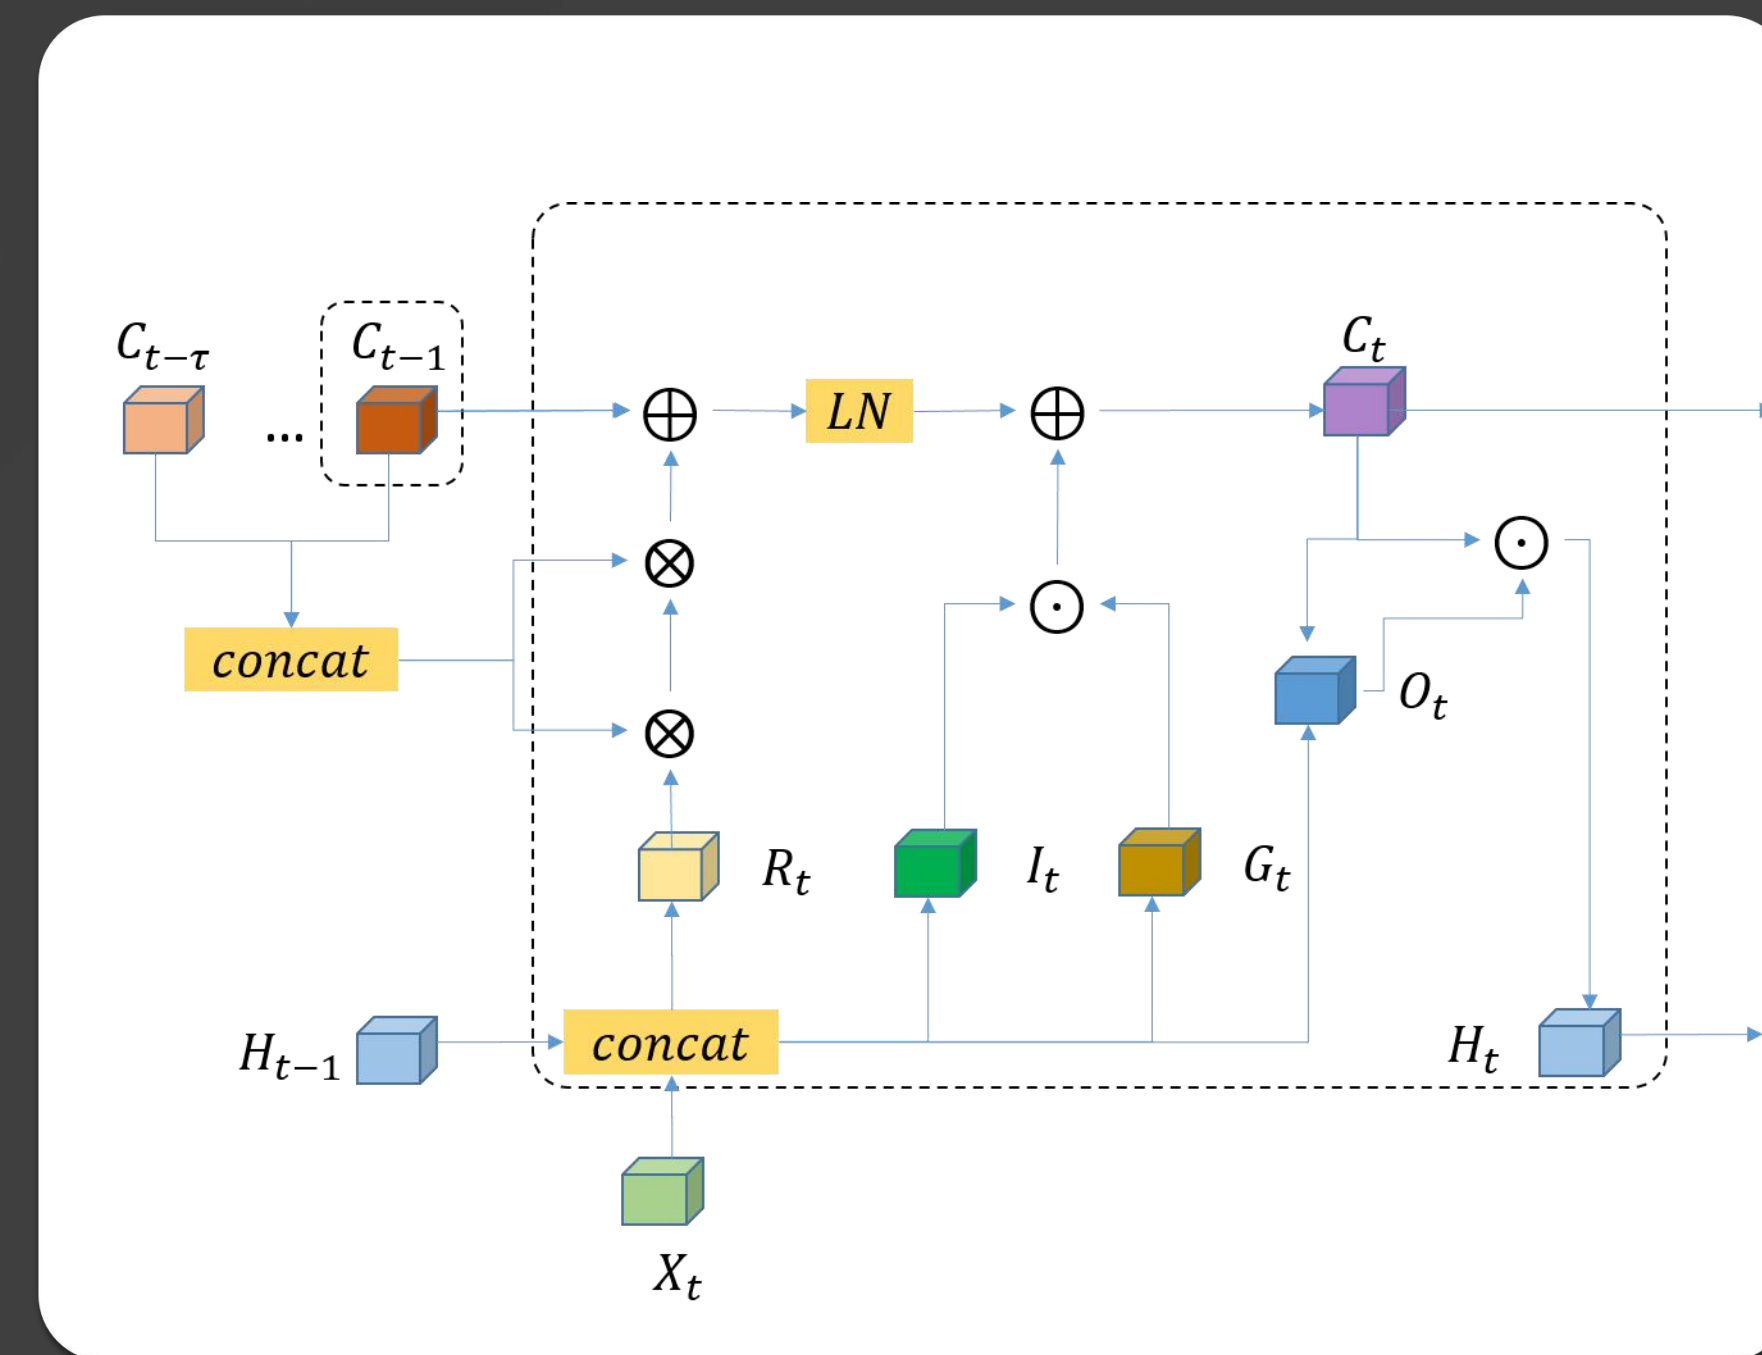 C_t
C_{t−τ}
C_{t−1}
LN
...
concat
O_t
R_t
I_t
G_t
H_{t−1}
concat
H_t
X_t